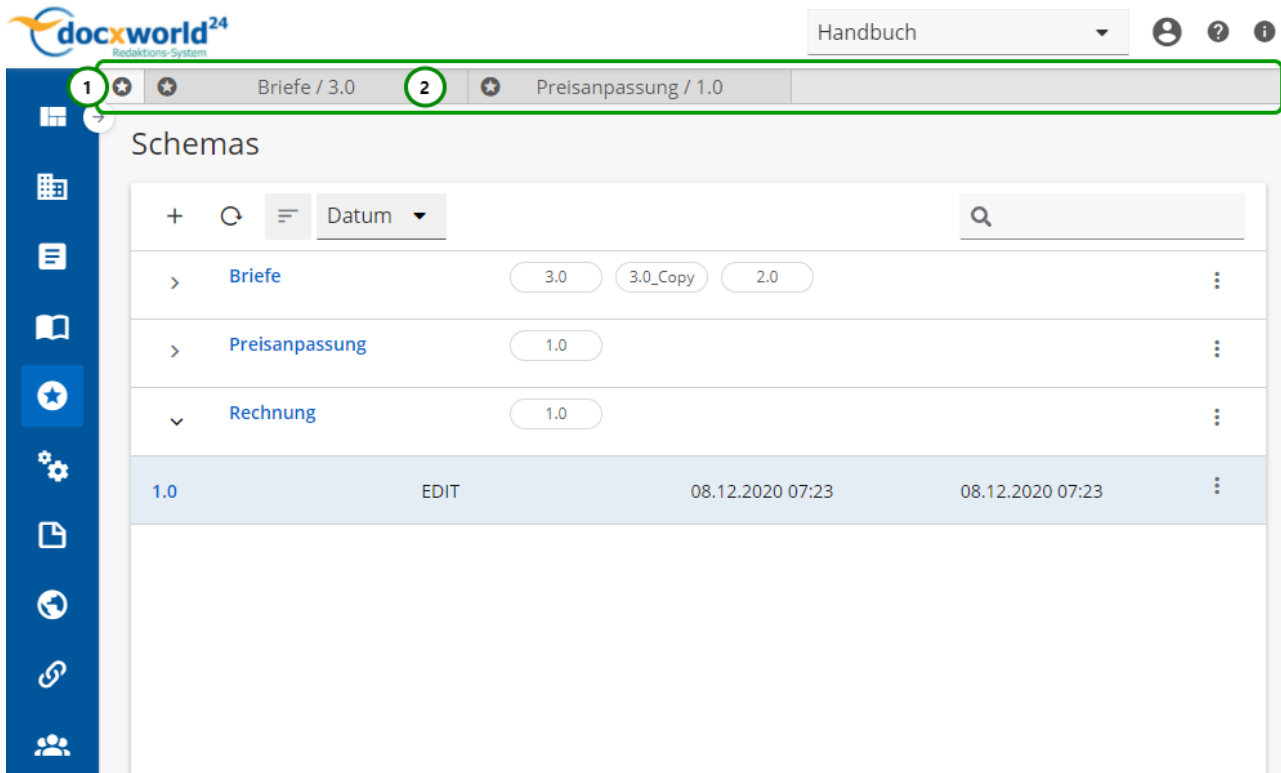 docxworld24
Redaktions-System
Handbuch
1
Briefe / 3.0
2
Preisanpassung / 1.0
Schemas
Datum
Briefe 3.0 3.0_Copy 2.0
Preisanpassung 1.0
Rechnung 1.0
1.0 EDIT 08.12.2020 07:23 08.12.2020 07:23